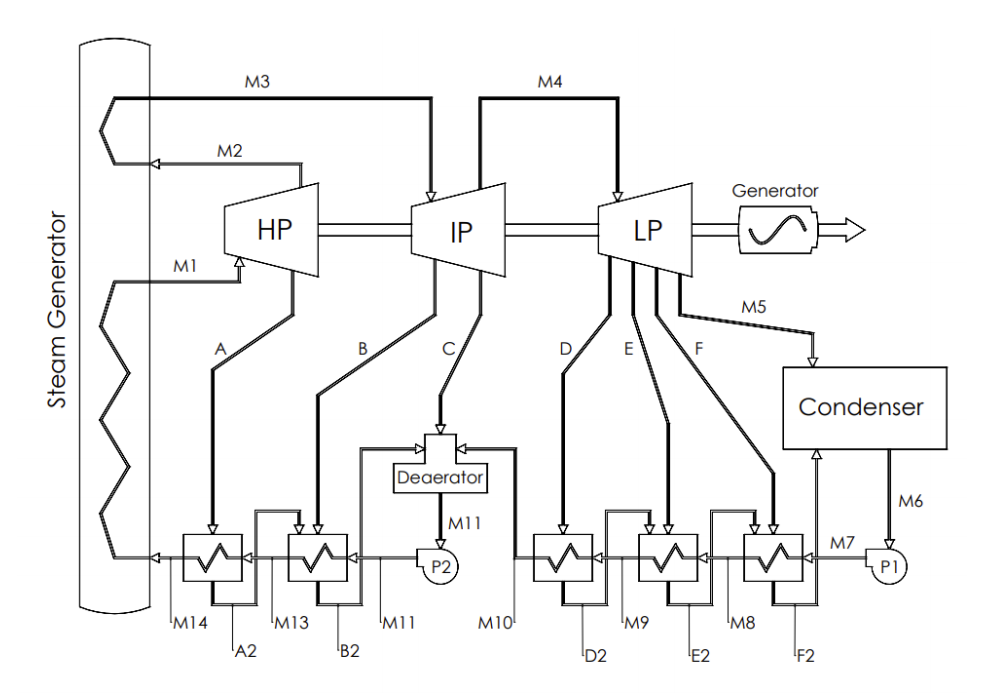 M3
M4
M2
Generator
HP
IP
LP
M1
M5
Steam Generator
A
B
C
D
E
F
Condenser
Deaerator
M6
M11
M7
P2
P1
M14
M13
M11
M10
M9
M8
A2
B2
D2
E2
F2